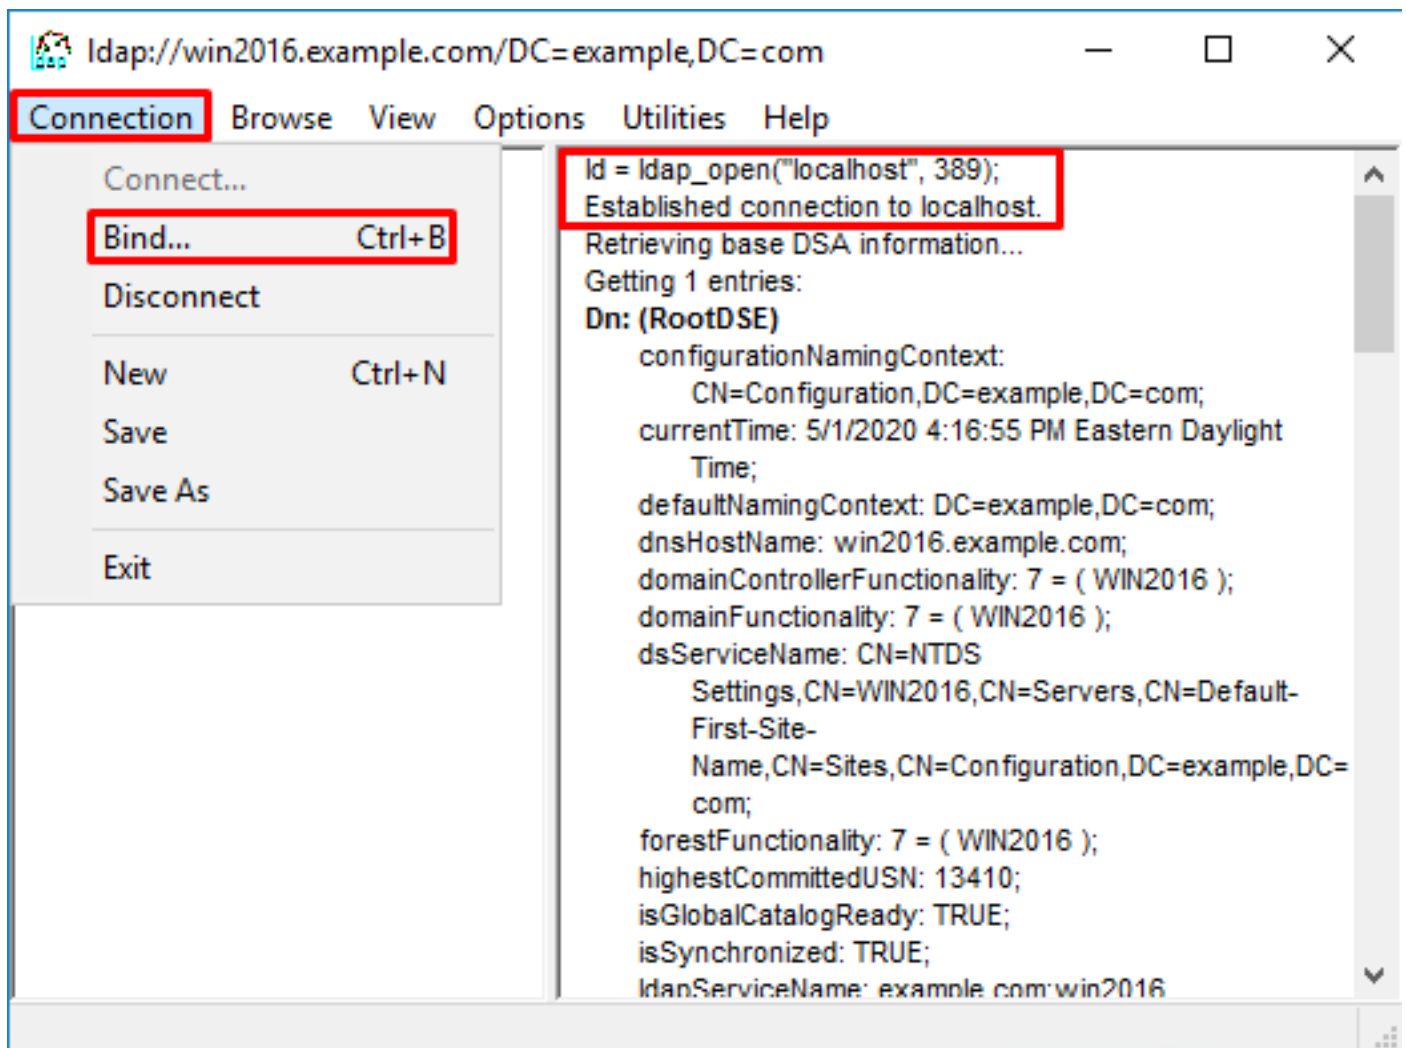 ldap://win2016.example.com/DC=example,DC=com
Connection Browse View Options Utilities Help
Connect...
Bind... Ctrl+B
Disconnect
New Ctrl+N
Save
Save As
Exit
ld = ldap_open("localhost", 389);
Established connection to localhost.
Retrieving base DSA information...
Getting 1 entries:
Dn: (RootDSE)
configurationNamingContext:
CN=Configuration,DC=example,DC=com;
currentTime: 5/1/2020 4:16:55 PM Eastern Daylight
Time;
defaultNamingContext: DC=example,DC=com;
dnsHostName: win2016.example.com;
domainControllerFunctionality: 7 = ( WIN2016 );
domainFunctionality: 7 = ( WIN2016 );
dsServiceName: CN=NTDS
Settings,CN=WIN2016,CN=Servers,CN=Default-
First-Site-
Name,CN=Sites,CN=Configuration,DC=example,DC=
com;
forestFunctionality: 7 = ( WIN2016 );
highestCommittedUSN: 13410;
isGlobalCatalogReady: TRUE;
isSynchronized: TRUE;
ldapServiceName: example.com:win2016